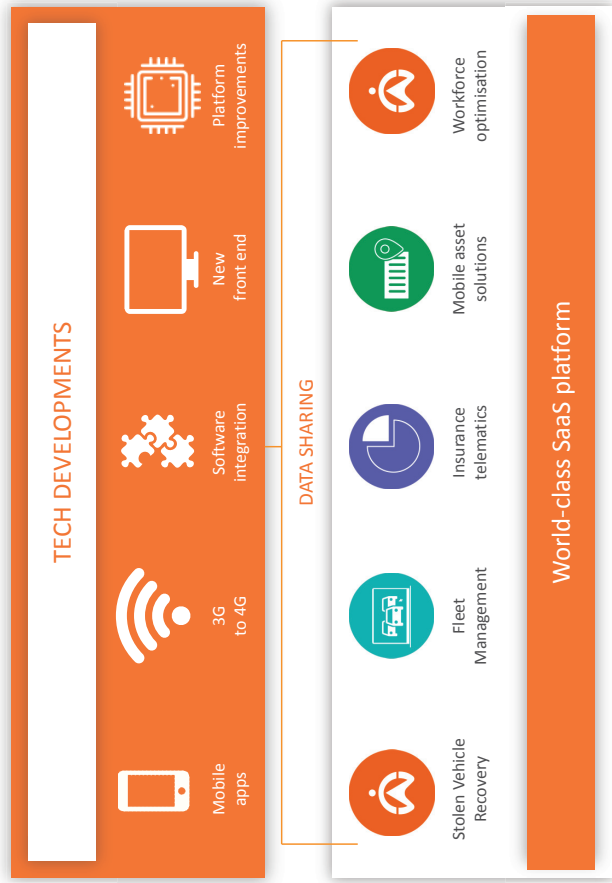 TECH DEVELOPMENTS
Mobile
apps
3G
to 4G
Software
integration
New
front end
Platform
improvements
DATA SHARING
Stolen Vehicle
Recovery
Fleet
Management
Insurance
telematics
Mobile asset
solutions
Workforce
optimisation
World-class SaaS platform